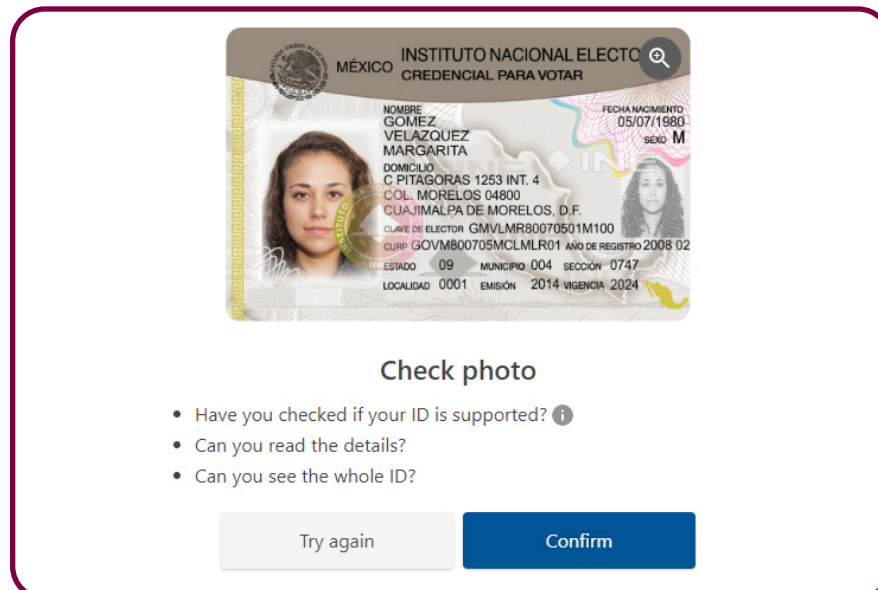 MÉXICO INSTITUTO NACIONAL ELECTO
CREDENCIAL PARA VOTAR
NOMBRE
GOMEZ
VELAZQUEZ
MARGARITA
FECHA NACIMIENTO
05/07/1980
SEXO M
DOMICILIO
C PITAGORAS 1253 INT. 4
COL. MORELOS 04800
CUAJIMALPA DE MORELOS, D.F.
CLAVE DE ELECTOR GMVLMR80070501M100
CURP GOVM800705MCLMLR01 AÑO DE REGISTRO 2008 02
ESTADO 09 MUNICIPIO 004 SECCIÓN 0747
LOCALIDAD 0001 EMISIÓN 2014 VIGENCIA 2024
Check photo
• Have you checked if your ID is supported?
• Can you read the details?
• Can you see the whole ID?
Try again
Confirm